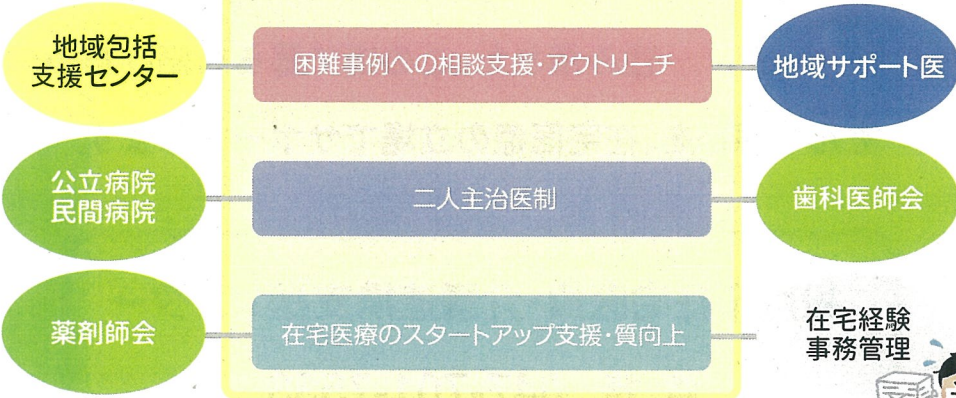 地域包括
支援センター
困難事例への相談支援・アウトリーチ
地域サポート医
公立病院
民間病院
二人主治医制
歯科医師会
薬剤師会
在宅医療のスタートアップ支援・質向上
在宅経験
事務管理